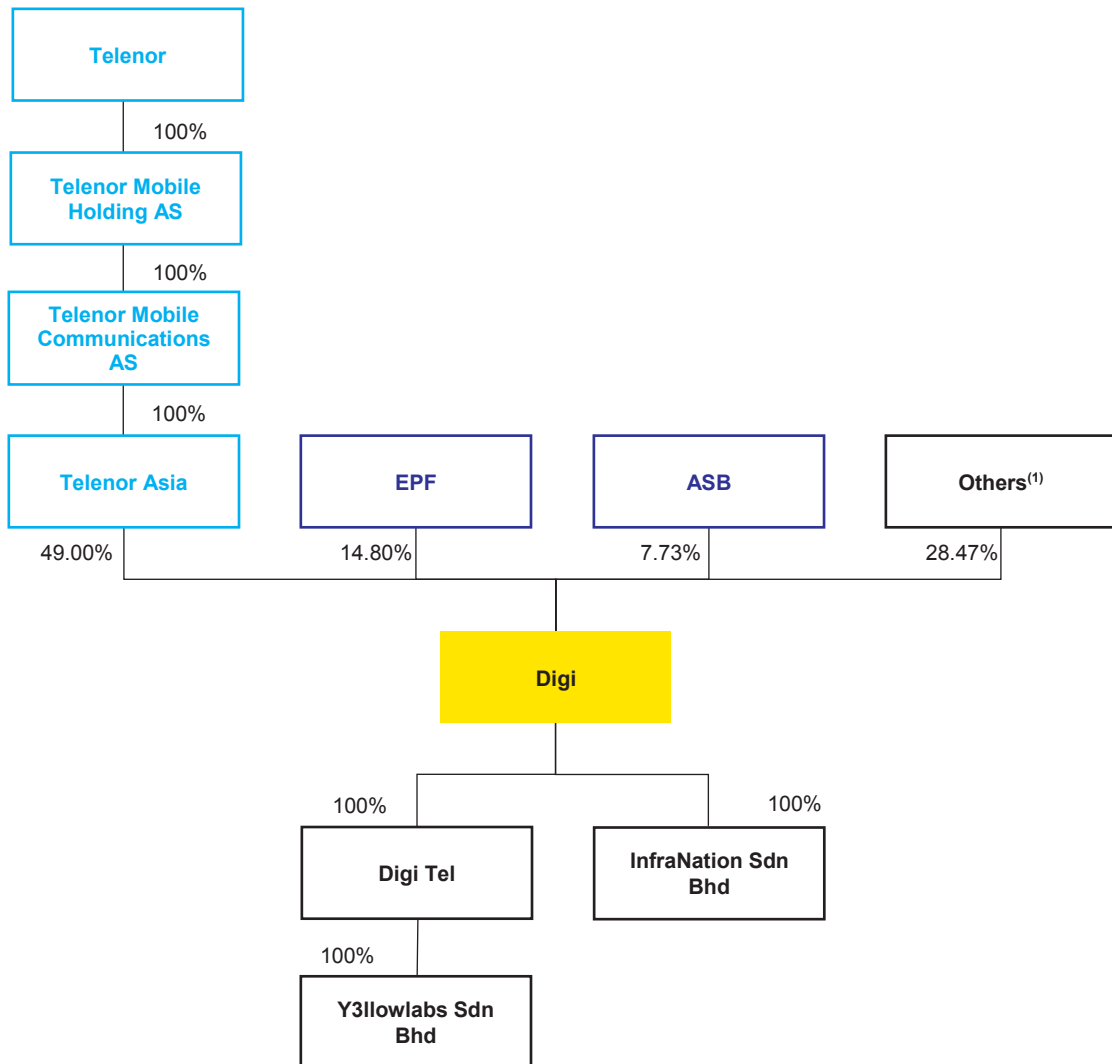 Telenor
100%
Telenor Mobile
Holding AS
100%
Telenor Mobile
Communications
AS
100%
Telenor Asia
EPF
ASB
Others(1)
49.00%
14.80%
7.73%
28.47%
Digi
100%
100%
Digi Tel
InfraNation Sdn
Bhd
100%
Y3llowlabs Sdn
Bhd